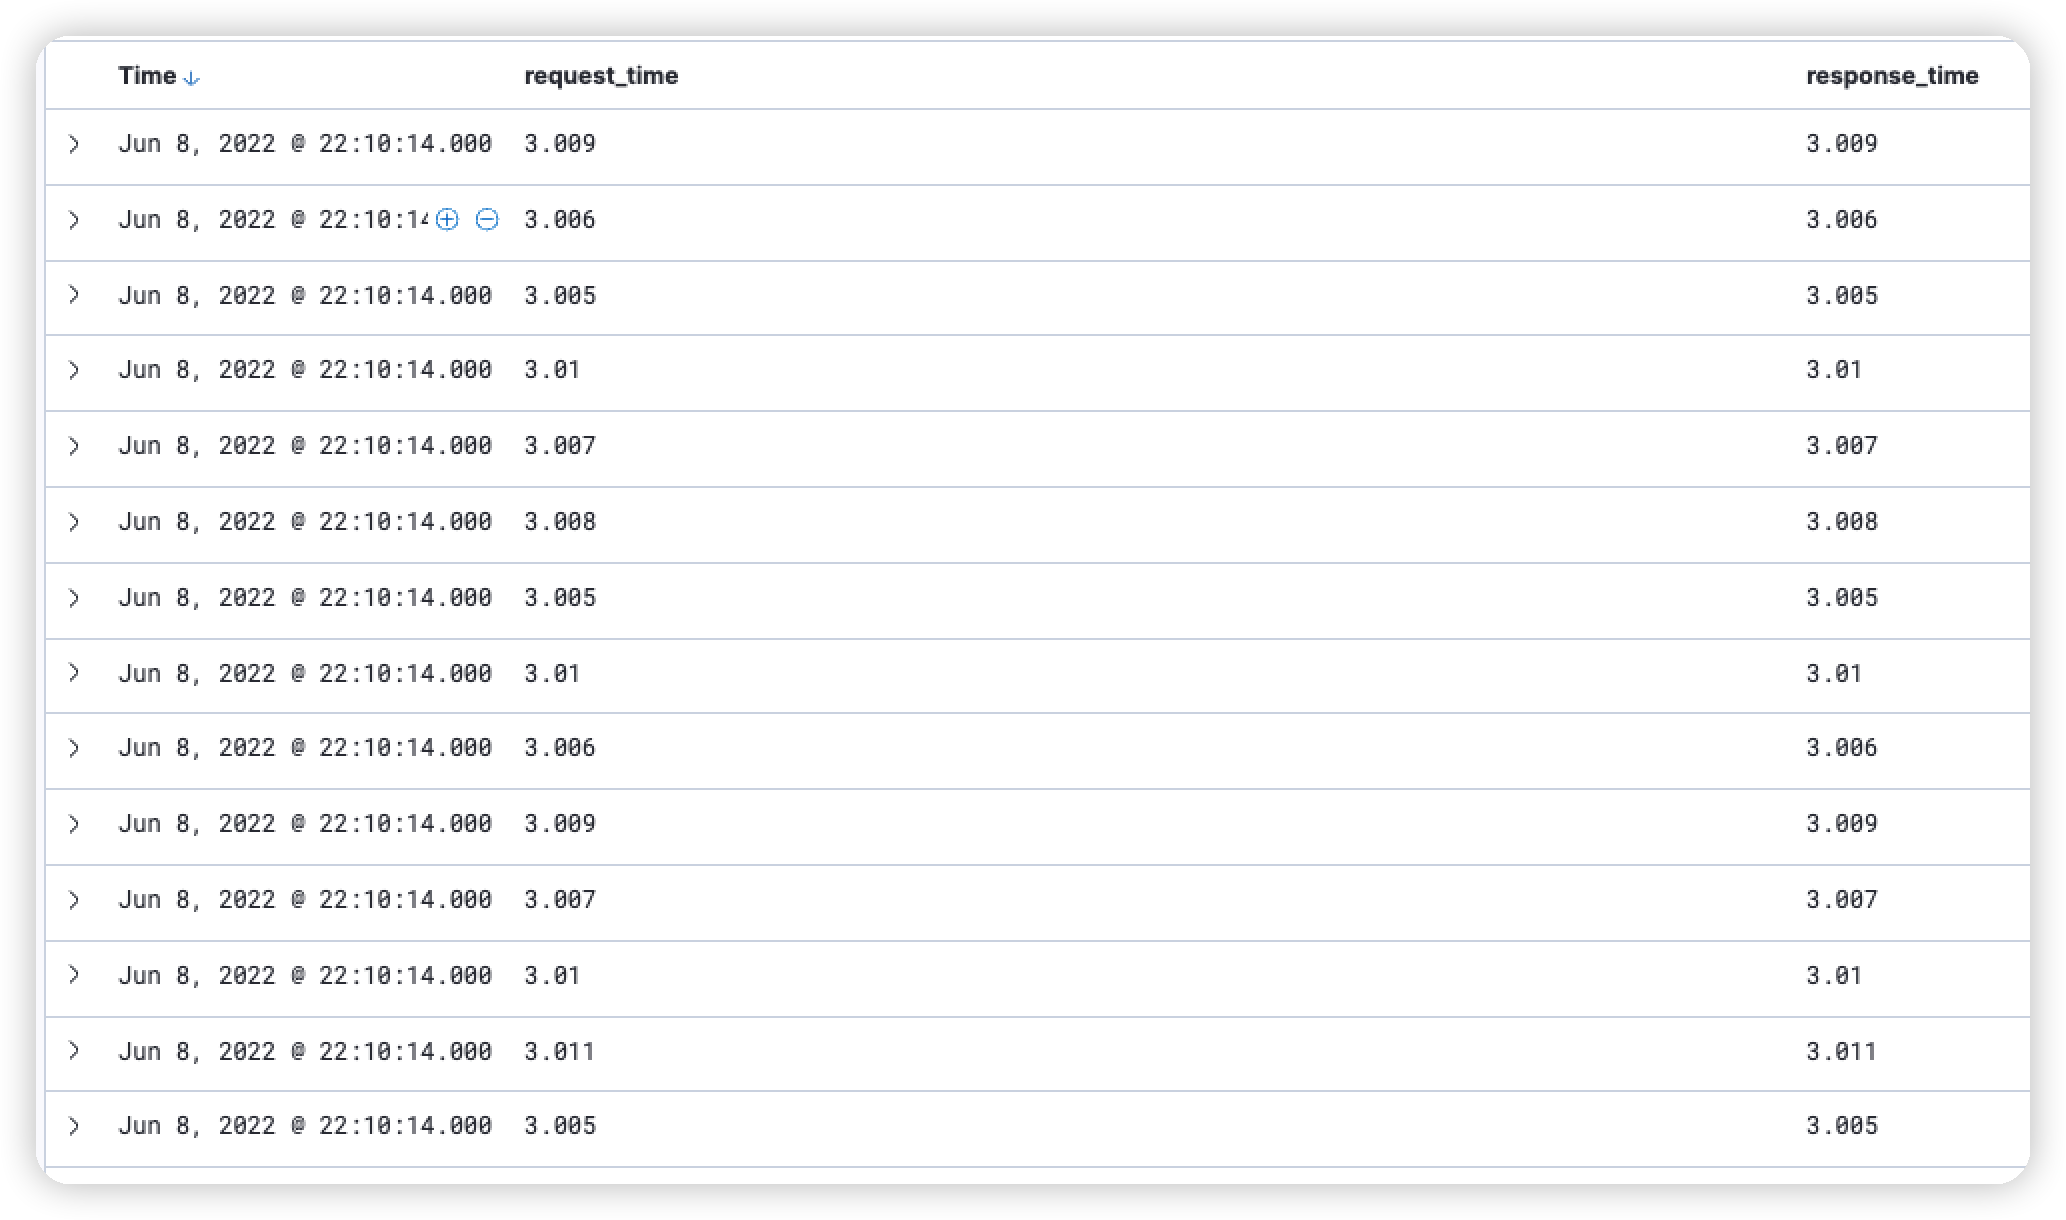 Time request_time response_time
Jun 8, 2022 @ 22:10:14.000 3.009 3.009
Jun 8, 2022 @ 22:10:14 3.006 3.006
Jun 8, 2022 @ 22:10:14.000 3.005 3.005
Jun 8, 2022 @ 22:10:14.000 3.01 3.01
Jun 8, 2022 @ 22:10:14.000 3.007 3.007
Jun 8, 2022 @ 22:10:14.000 3.008 3.008
Jun 8, 2022 @ 22:10:14.000 3.005 3.005
Jun 8, 2022 @ 22:10:14.000 3.01 3.01
Jun 8, 2022 @ 22:10:14.000 3.006 3.006
Jun 8, 2022 @ 22:10:14.000 3.009 3.009
Jun 8, 2022 @ 22:10:14.000 3.007 3.007
Jun 8, 2022 @ 22:10:14.000 3.01 3.01
Jun 8, 2022 @ 22:10:14.000 3.011 3.011
Jun 8, 2022 @ 22:10:14.000 3.005 3.005